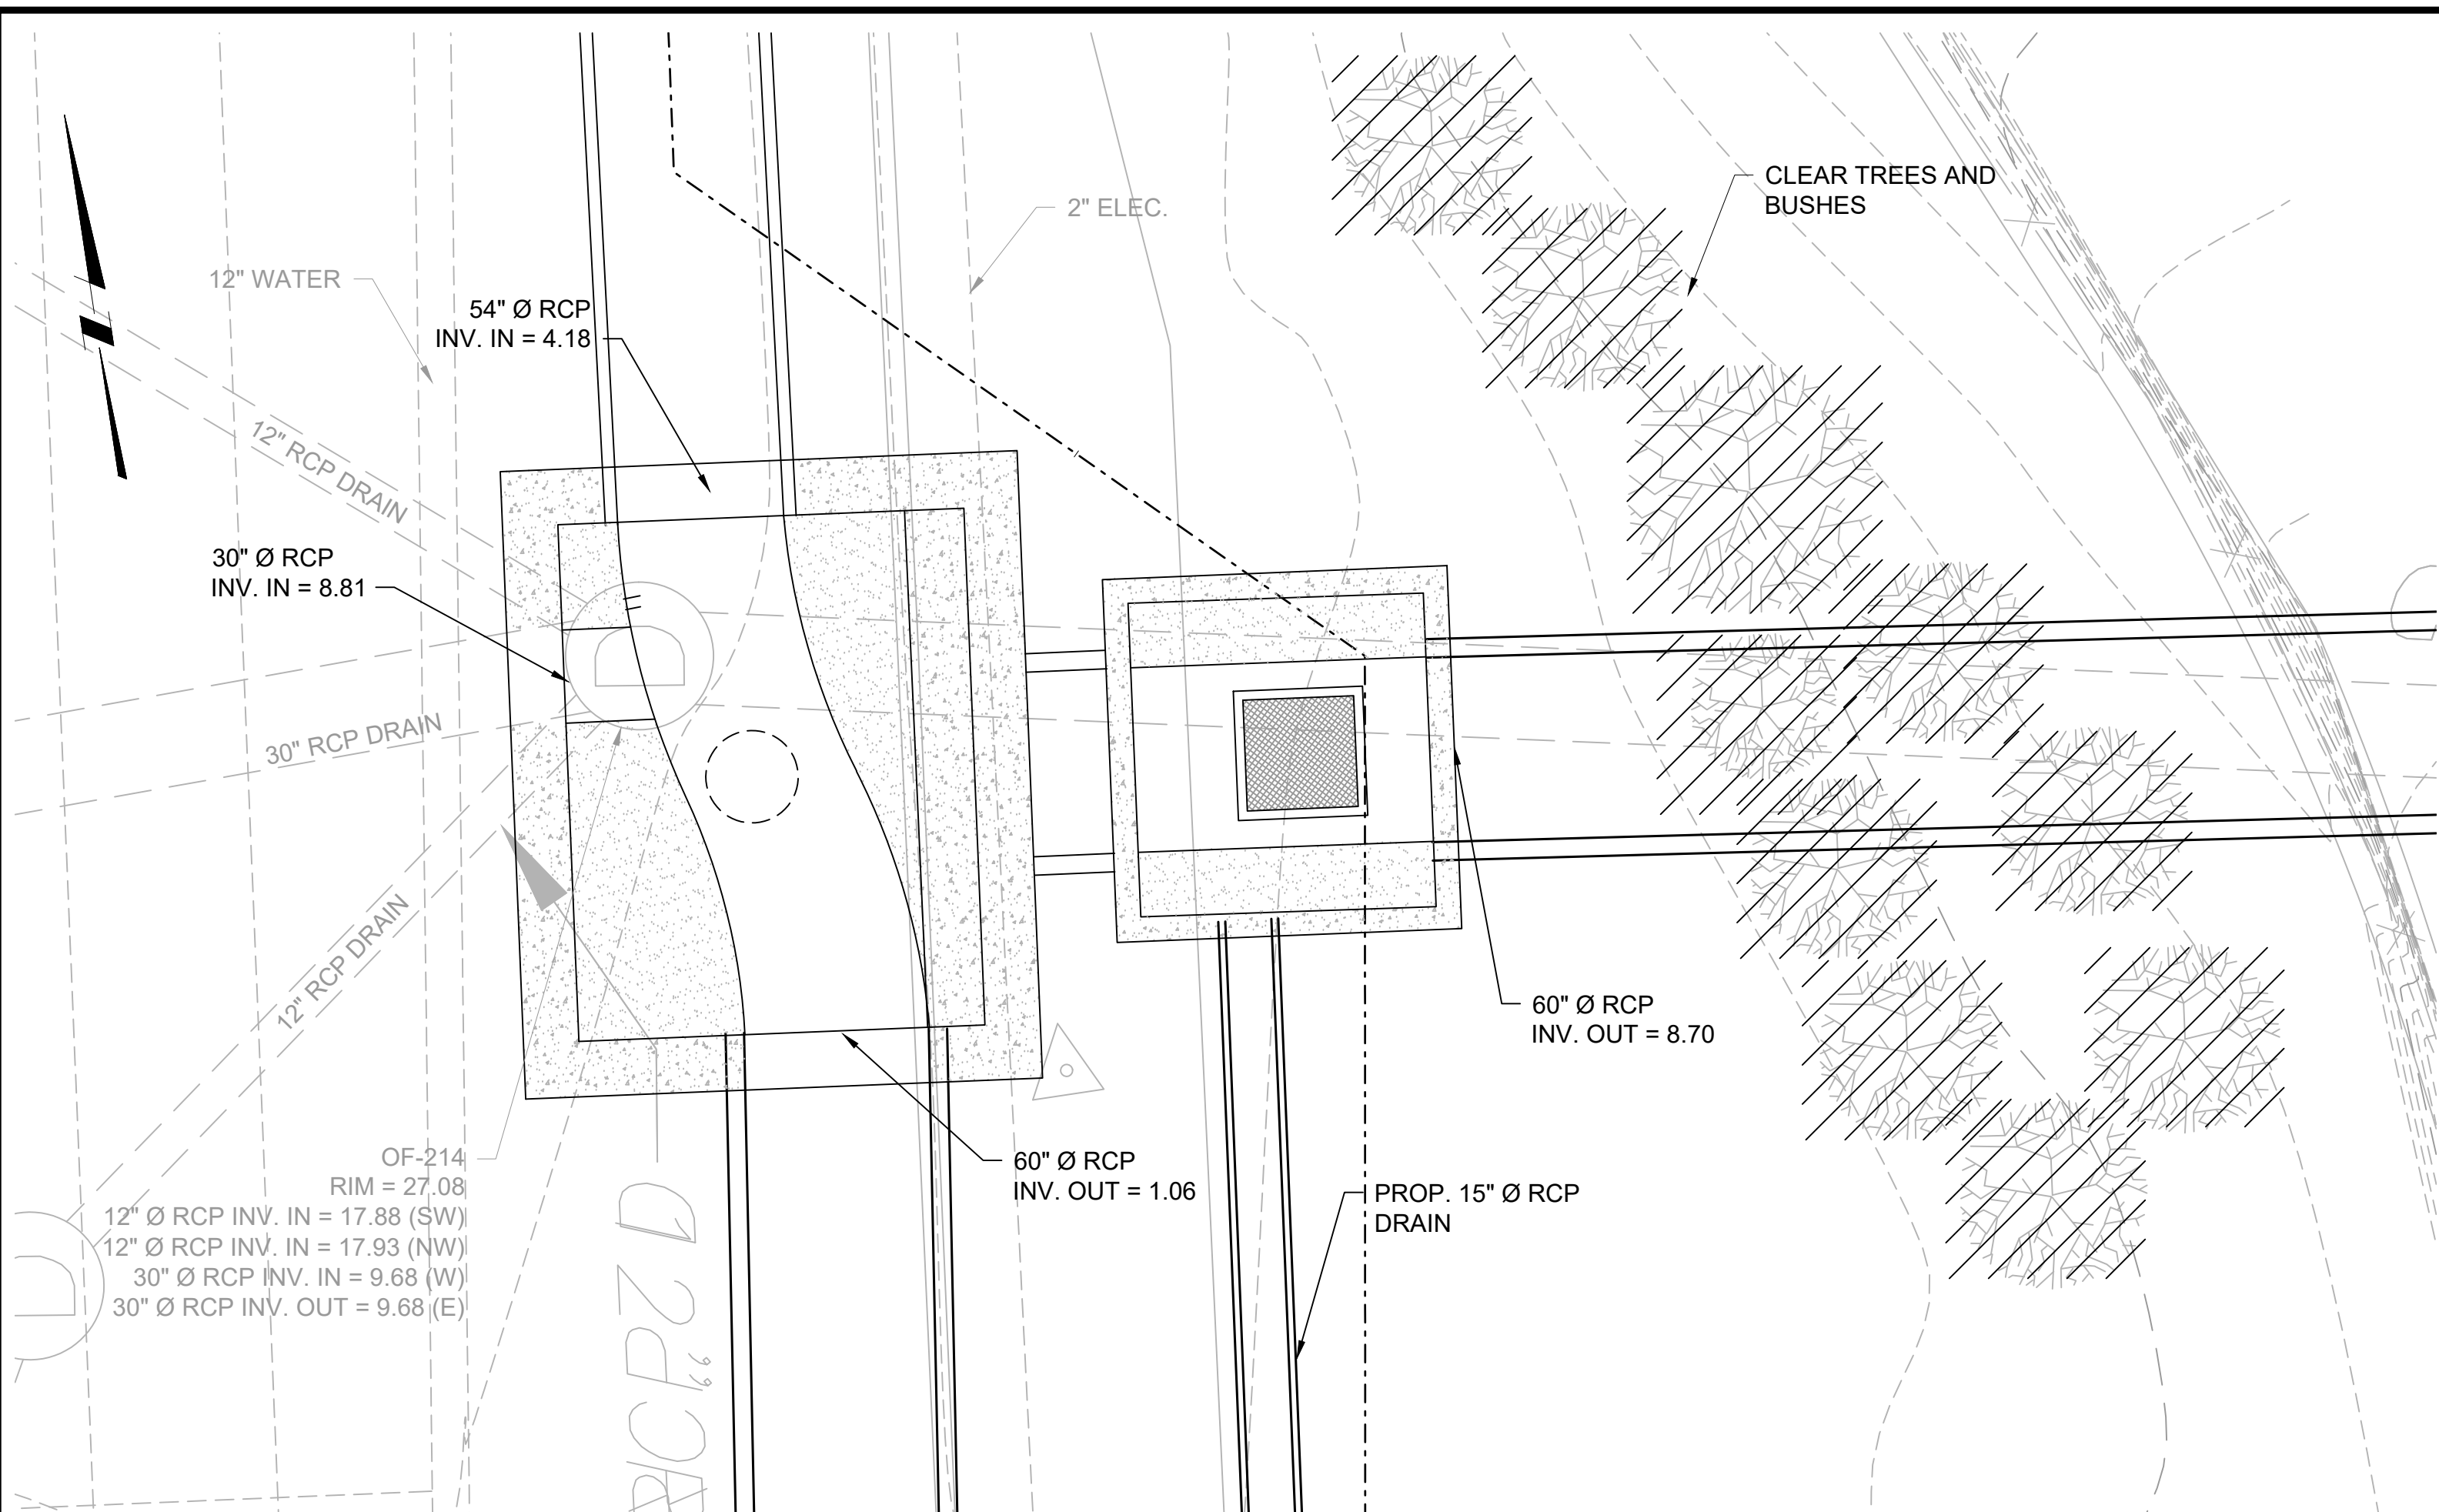 CLEAR TREES AND
BUSHES
2" ELEC.
12" WATER
54" Ø RCP
INV. IN = 4.18
12" RCP DRAIN
30" Ø RCP
INV. IN = 8.81
D
30" RCP DRAIN
12" RCP DRAIN
60" Ø RCP
INV. OUT = 8.70
OF-214
RIM = 27.08
12" Ø RCP INV. IN = 17.88 (SW)
12" Ø RCP INV. IN = 17.93 (NW)
30" Ø RCP INV. IN = 9.68 (W)
30" Ø RCP INV. OUT = 9.68 (E)
60" Ø RCP
INV. OUT = 1.06
PROP. 15" Ø RCP
DRAIN
D